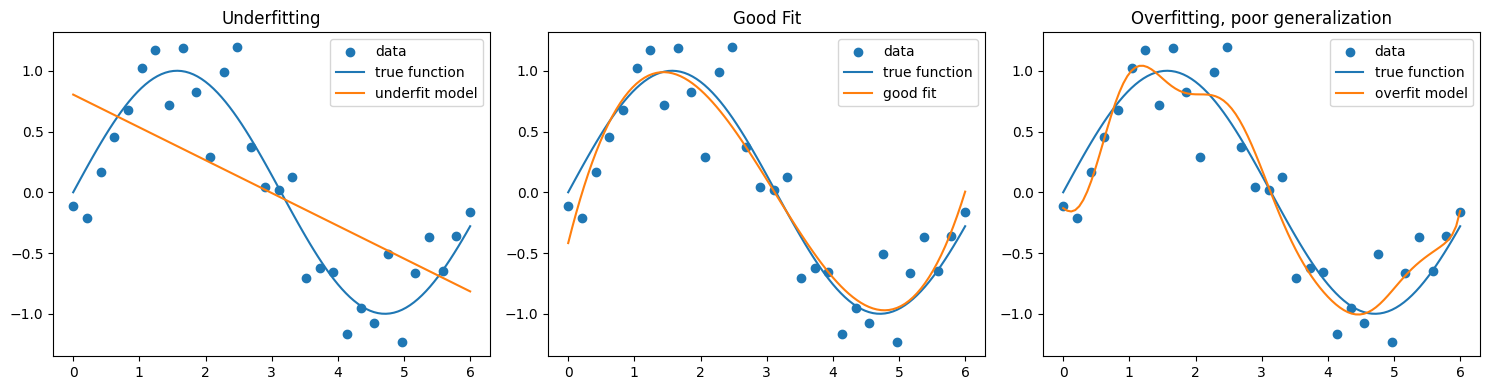 Underfitting
data
true function
underfit model
1.0
0.5
0.0
−0.5
−1.0
0 1 2 3 4 5 6
Good Fit
data
true function
good fit
1.0
0.5
0.0
−0.5
−1.0
0 1 2 3 4 5 6
Overfitting, poor generalization
data
true function
overfit model
1.0
0.5
0.0
−0.5
−1.0
0 1 2 3 4 5 6